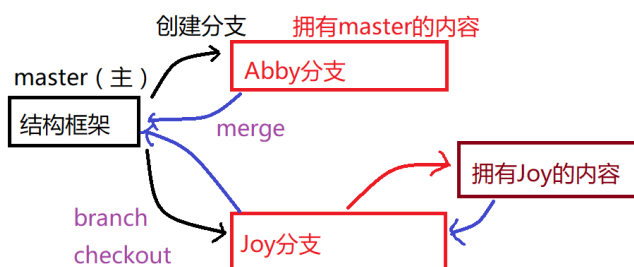 创建分支
拥有master的内容
master（主）
Abby分支
结构框架
merge
拥有Joy的内容
branch
checkout
Joy分支